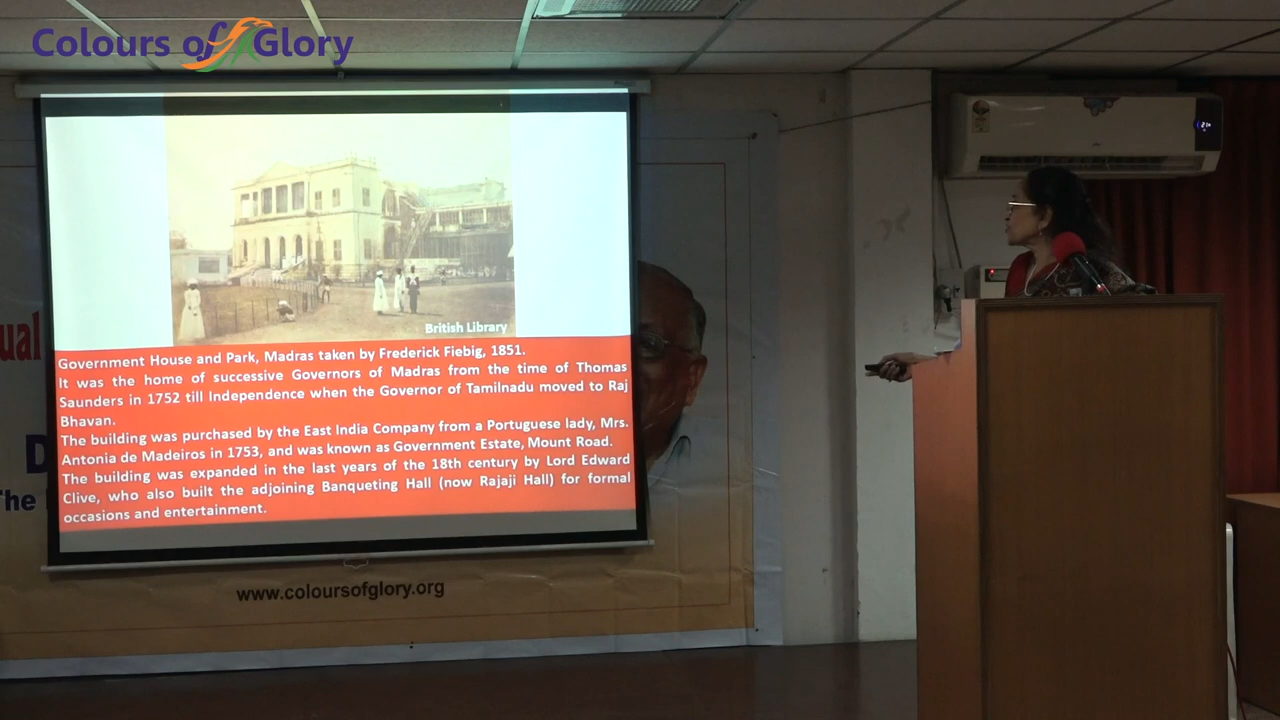 Colours of Glory
British Library
Government House and Park, Madras taken by Frederick Fiebig, 1851.
It was the home of successive Governors of Madras from the time of Thomas
Saunders in 1752 till Independence when the Governor of Tamilnadu moved to Raj
Bhavan.
The building was purchased by the East India Company from a Portuguese lady, Mrs.
Antonia de Madeiros in 1753, and was known as Government Estate, Mount Road.
The building was expanded in the last years of the 18th century by Lord Edward
Clive, who also built the adjoining Banqueting Hall (now Rajaji Hall) for formal
occasions and entertainment.
ual
D
The
www.coloursofglory.org